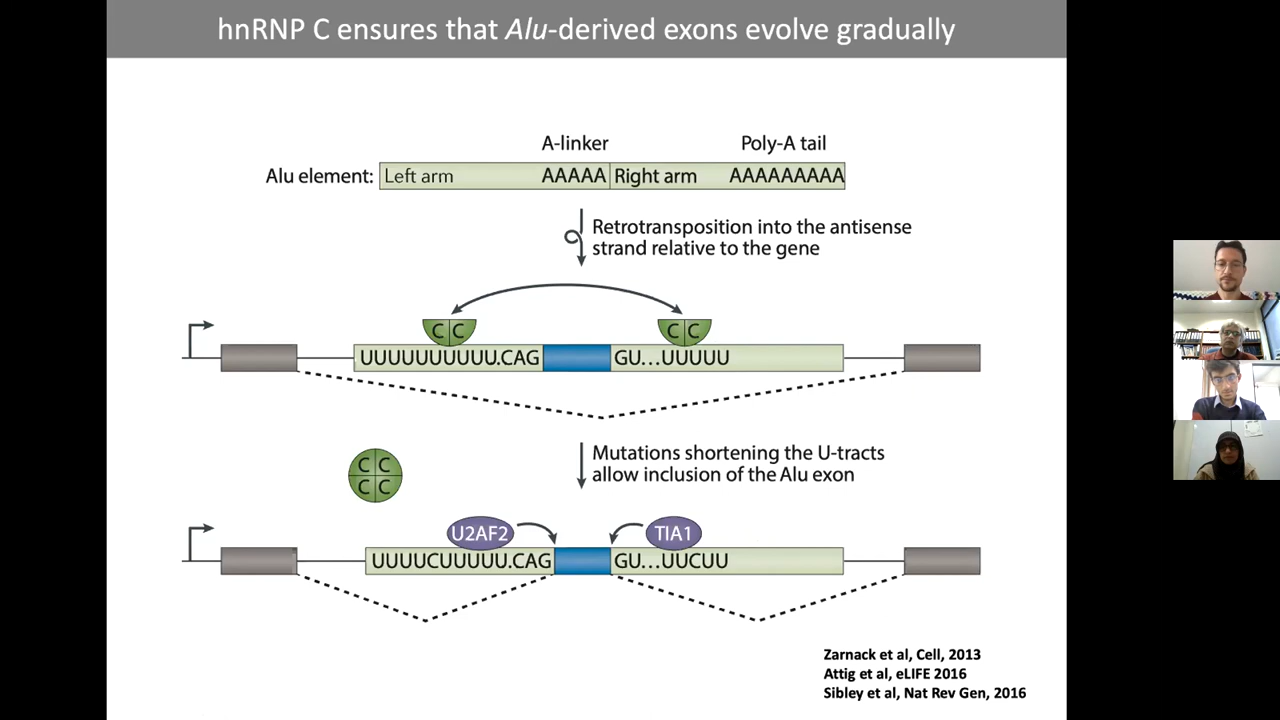 hnRNP C ensures that Alu-derived exons evolve gradually
A-linker
Poly-A tail
Alu element:
Left arm
AAAAA
Right arm
AAAAAAAAA
Retrotransposition into the antisense
strand relative to the gene
C C
C C
UUUUUUUUUU.CAG
GU...UUUUU
Mutations shortening the U-tracts
allow inclusion of the Alu exon
C C
C C
U2AF2
TIA1
UUUUCUUUUU.CAG
GU...UUCUU
Zarnack et al, Cell, 2013
Attig et al, eLIFE 2016
Sibley et al, Nat Rev Gen, 2016